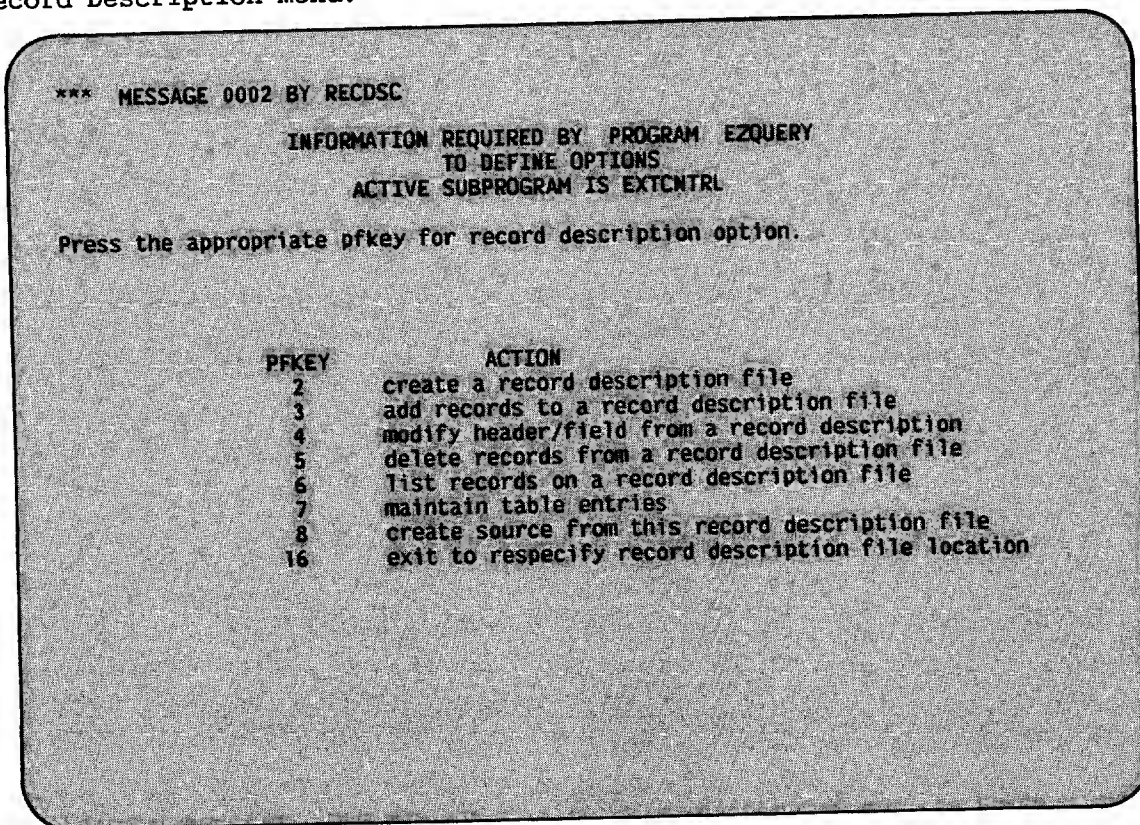 ecord Description menu.
*** MESSAGE 0002 BY RECDSC
INFORMATION REQUIRED BY PROGRAM EZQUERY
TO DEFINE OPTIONS
ACTIVE SUBPROGRAM IS EXTCNTRL
Press the appropriate pfkey for record description option.
PFKEY ACTION
2 create a record description file
3 add records to a record description file
4 modify header/field from a record description
5 delete records from a record description file
6 list records on a record description file
7 maintain table entries
8 create source from this record description file
16 exit to respecify record description file location